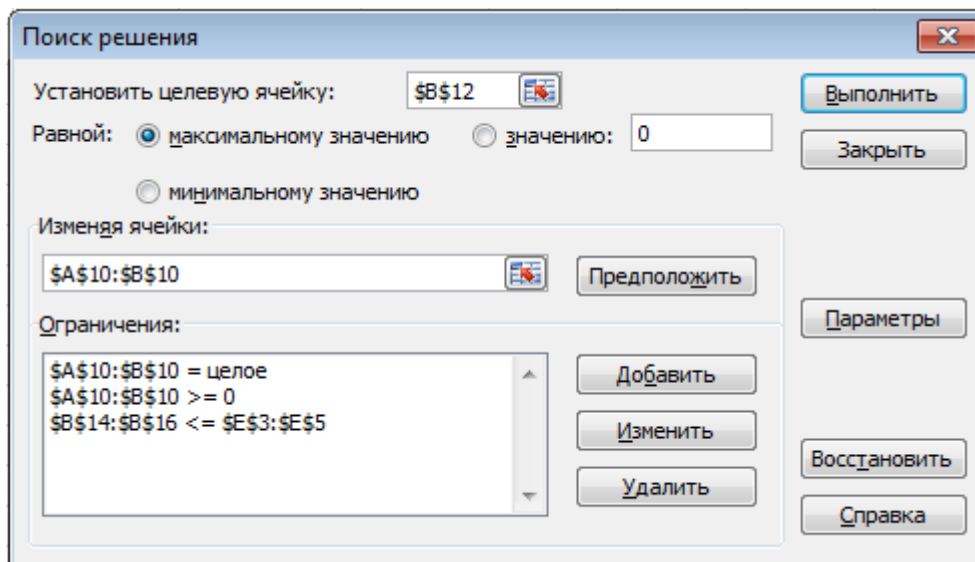 Поиск решения
Установить целевую ячейку: $B$12
Выполнить
Равной: максимальному значению значению: 0
Закрыть
минимальному значению
Изменяя ячейки:
$A$10:$B$10
Предположить
Ограничения:
Параметры
$A$10:$B$10 = целое
$A$10:$B$10 >= 0
$B$14:$B$16 <= $E$3:$E$5
Добавить
Изменить
Удалить
Восстановить
Справка